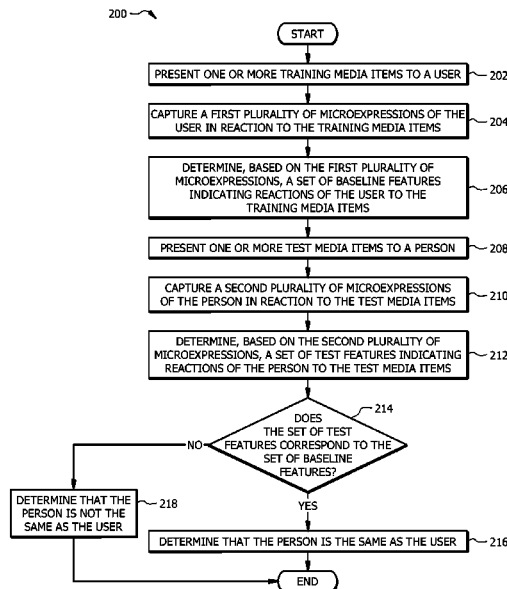 200
START
PRESENT ONE OR MORE TRAINING MEDIA ITEMS TO A USER
202
CAPTURE A FIRST PLURALITY OF MICROEXPRESSIONS OF THE
USER IN REACTION TO THE TRAINING MEDIA ITEMS
204
DETERMINE, BASED ON THE FIRST PLURALITY OF
MICROEXPRESSIONS, A SET OF BASELINE FEATURES
INDICATING REACTIONS OF THE USER TO THE
TRAINING MEDIA ITEMS
206
PRESENT ONE OR MORE TEST MEDIA ITEMS TO A PERSON
208
CAPTURE A SECOND PLURALITY OF MICROEXPRESSIONS
OF THE PERSON IN REACTION TO THE TEST MEDIA ITEMS
210
DETERMINE, BASED ON THE SECOND PLURALITY OF
MICROEXPRESSIONS, A SET OF TEST FEATURES INDICATING
REACTIONS OF THE PERSON TO THE TEST MEDIA ITEMS
212
214
DOES
THE SET OF TEST
FEATURES CORRESPOND TO THE
SET OF BASELINE
FEATURES?
NO
YES
DETERMINE THAT THE
PERSON IS NOT THE
SAME AS THE USER
218
DETERMINE THAT THE PERSON IS THE SAME AS THE USER
216
END